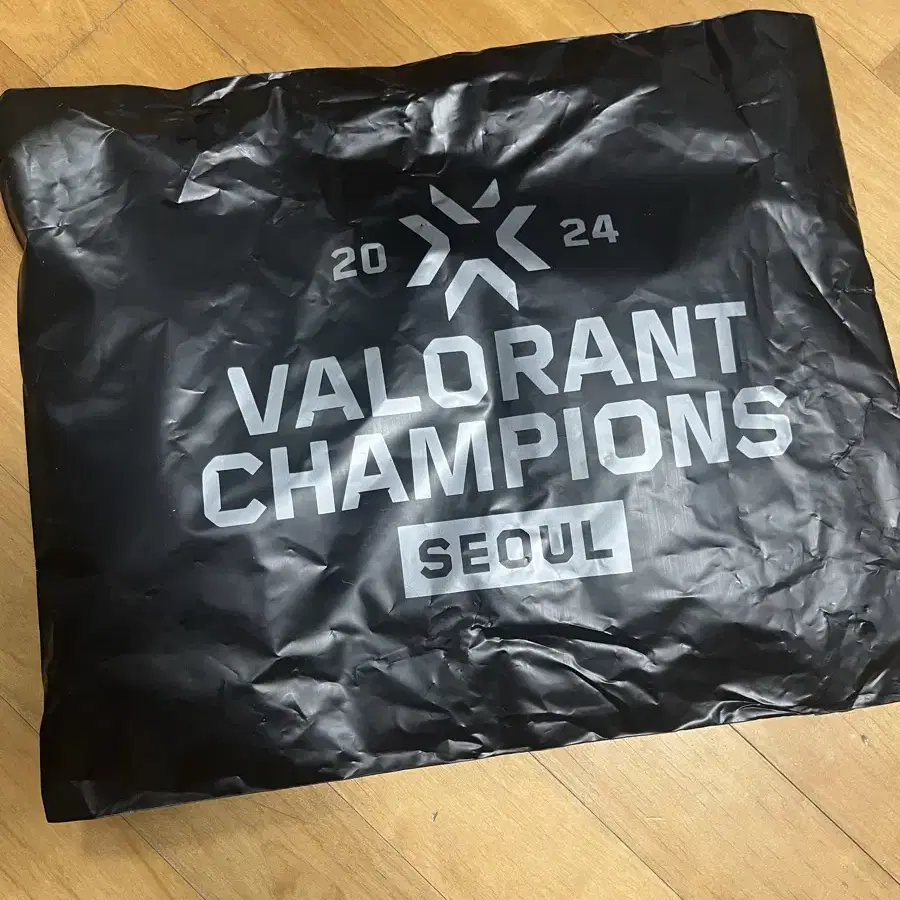 20 24
VALORANT
CHAMPIONS
SEOUL